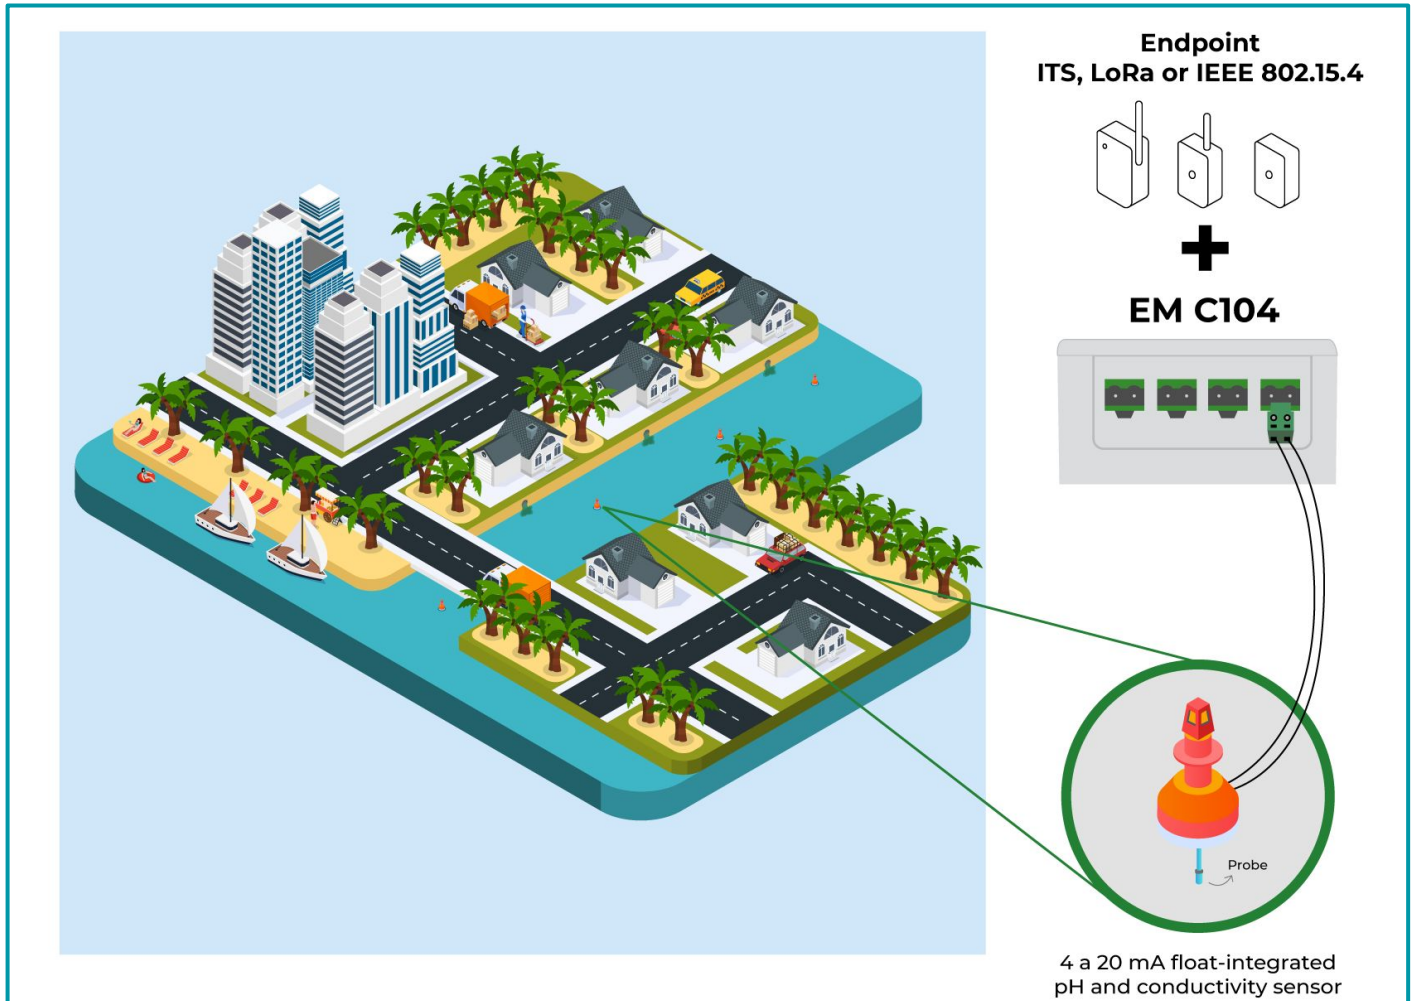 Endpoint
ITS, LoRa or IEEE 802.15.4
EM C104
Probe
4 a 20 mA float-integrated
pH and conductivity sensor